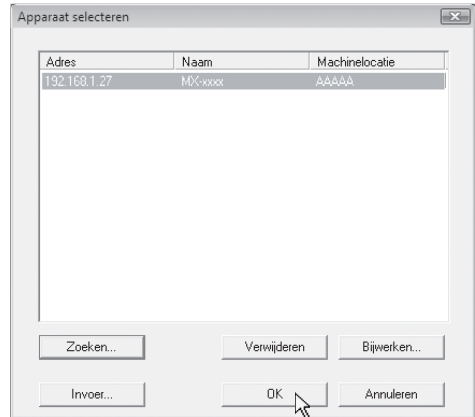 Apparaat selecteren
Adres Naam Machinelocatie
192.168.1.27 MX-xxxx AAAAA
Zoeken... Verwijderen Bijwerken...
Invoer... OK Annuleren